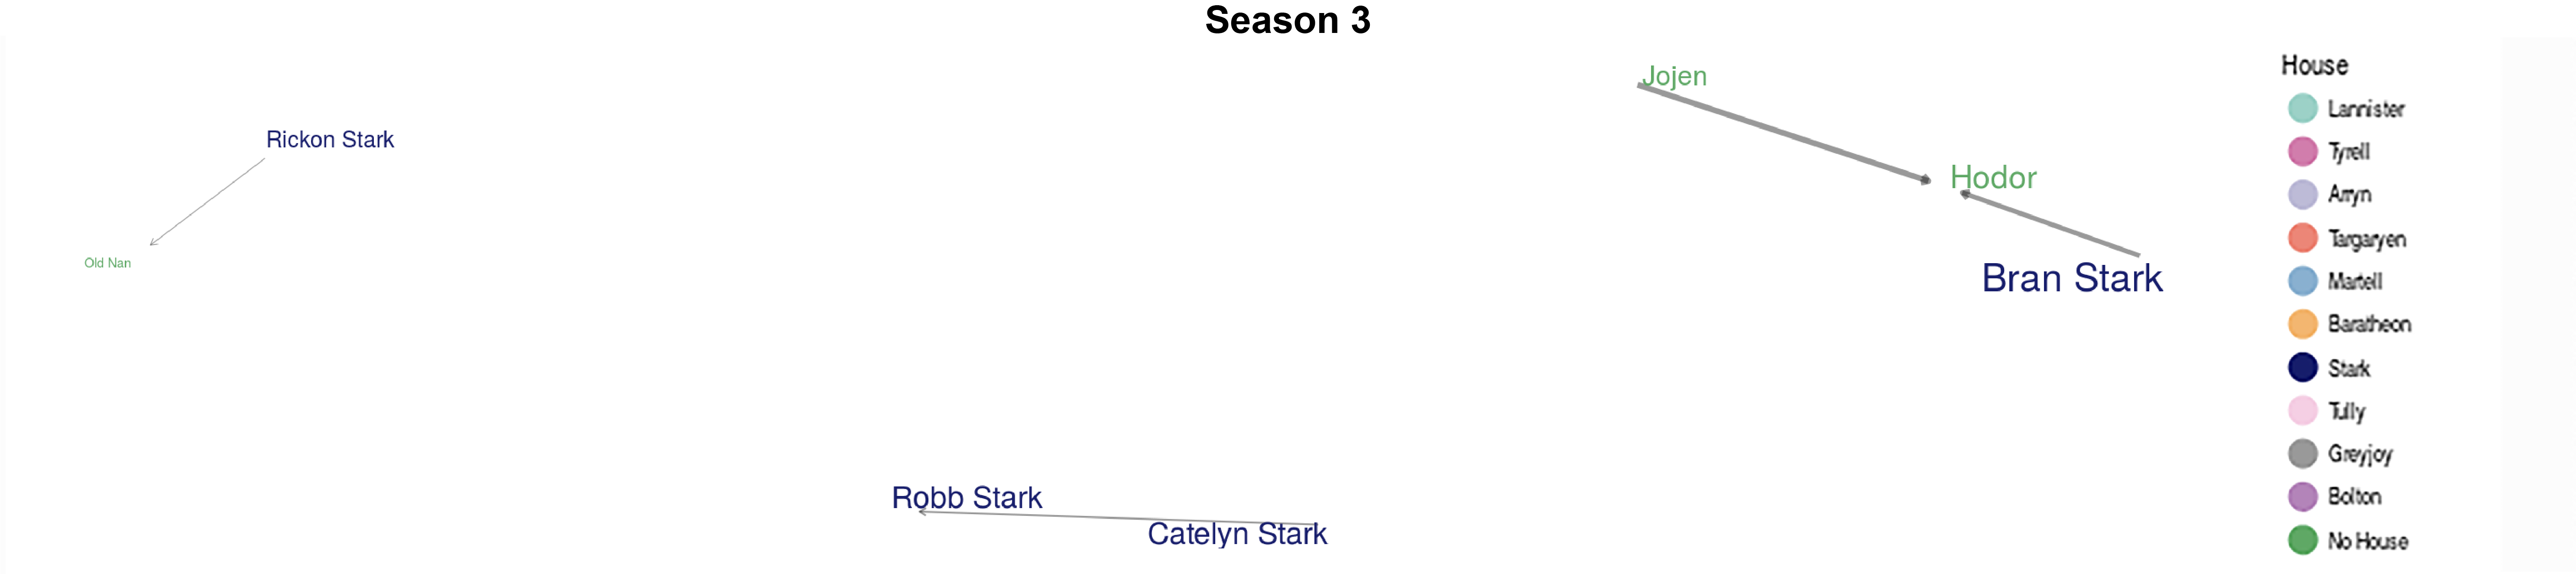 Season 3
Jojen
Rickon Stark
Hodor
Old Nan
Bran Stark
Robb Stark
Catelyn Stark
House
Lannister
Tyrell
Arryn
Targaryen
Martell
Baratheon
Stark
Tully
Greyjoy
Bolton
No House